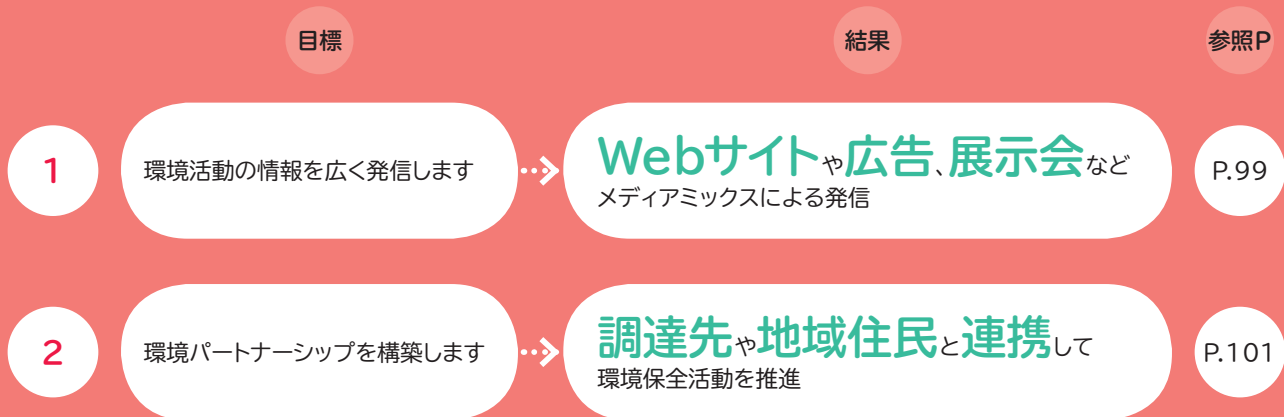 目標 結果 参照P
1 環境活動の情報を広く発信します Webサイトや広告、展示会など P.99
メディアミックスによる発信
2 環境パートナーシップを構築します 調達先や地域住民と連携して P.101
環境保全活動を推進